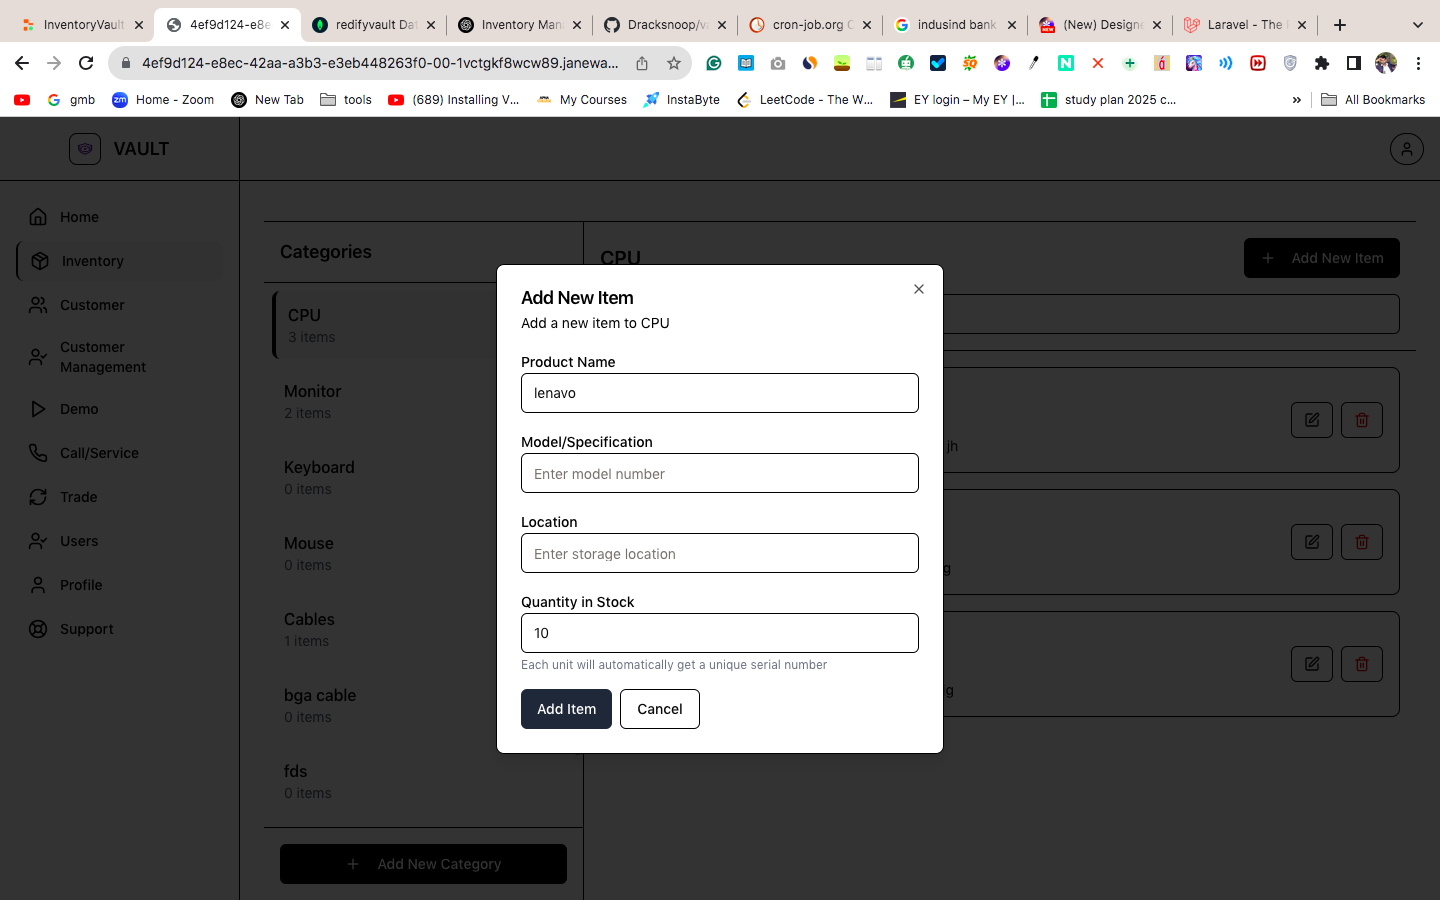 InventoryVault
4ef9d124-e8e
redifyvault Dat
Inventory Man
Dracksnoop/va
cron-job.org C
indusind bank
(New) Designe
Laravel - The
4ef9d124-e8ec-42aa-a3b3-e3eb448263f0-00-1vctgkf8wcw89.janewa...
gmb
Home - Zoom
New Tab
tools
(689) Installing V...
My Courses
InstaByte
LeetCode - The W...
EY login – My EY |...
study plan 2025 c...
»
All Bookmarks
VAULT
Home
Inventory
Customer
Customer
Management
Demo
Call/Service
Trade
Users
Profile
Support
Categories
CPU
3 items
Monitor
2 items
Keyboard
0 items
Mouse
0 items
Cables
1 items
bga cable
0 items
fds
0 items
+ Add New Category
CPU
+ Add New Item
jh
g
g
Add New Item
Add a new item to CPU
Product Name
lenavo
Model/Specification
Enter model number
Location
Enter storage location
Quantity in Stock
10
Each unit will automatically get a unique serial number
Add Item
Cancel